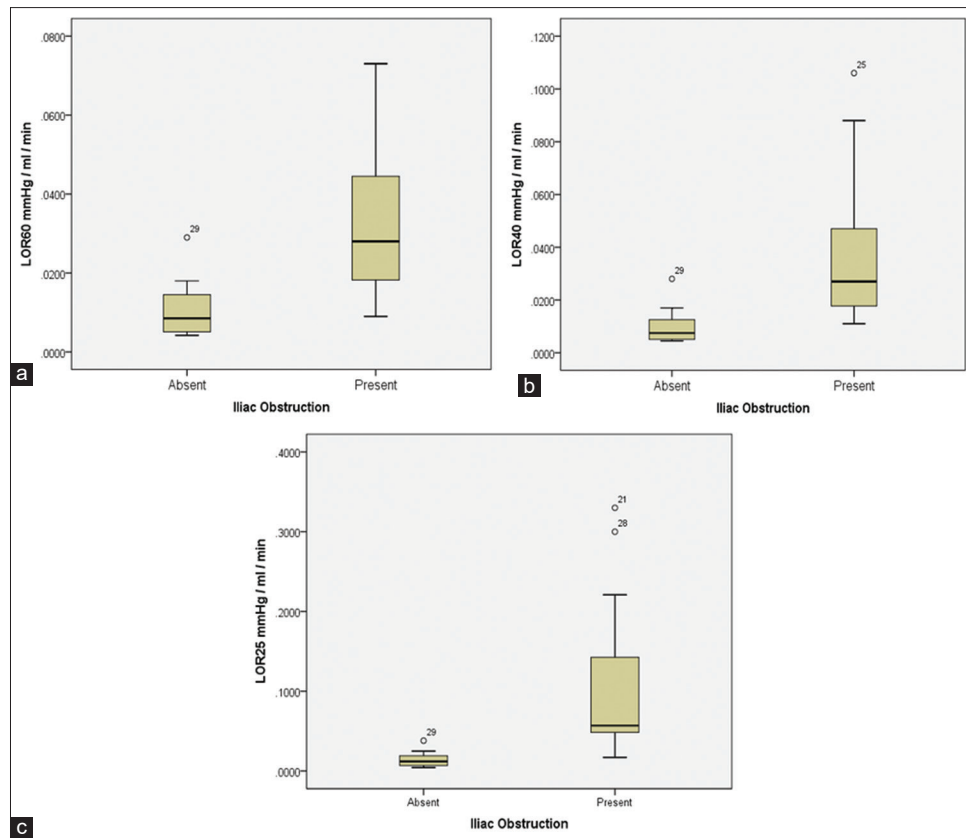 LOR60 mmHg / ml / min
.0800
.0600
.0400
.0200
.0000
29
Absent
Present
Iliac Obstruction
a
LOR40 mmHg / ml / min
.1200
.1000
.0800
.0600
.0400
.0200
.0000
25
29
Absent
Present
Iliac Obstruction
b
LOR25 mmHg / ml / min
.4000
.3000
.2000
.1000
.0000
21
28
29
Absent
Present
Iliac Obstruction
c